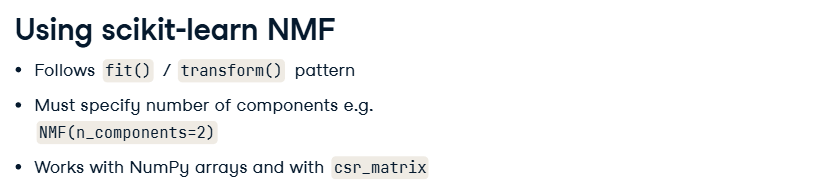 Using scikit-learn NMF
• Follows fit() / transform() pattern
• Must specify number of components e.g.
NMF(n_components=2)
• Works with NumPy arrays and with csr_matrix